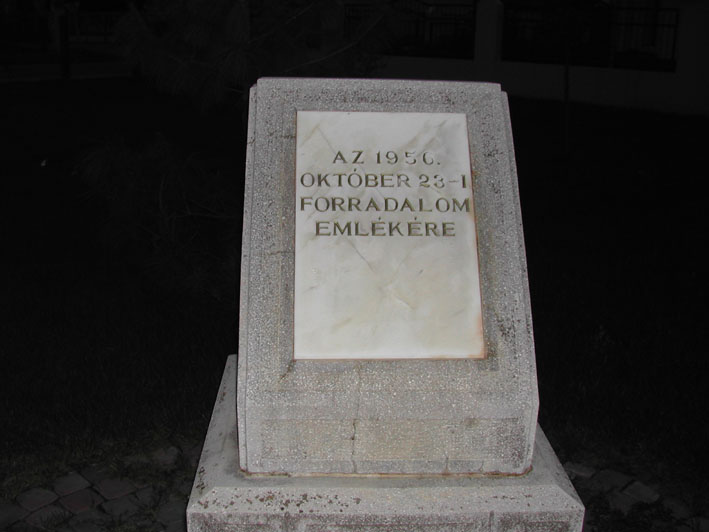 AZ 1956.
OKTÓBER 23-I
FORRADALOM
EMLÉKÉRE